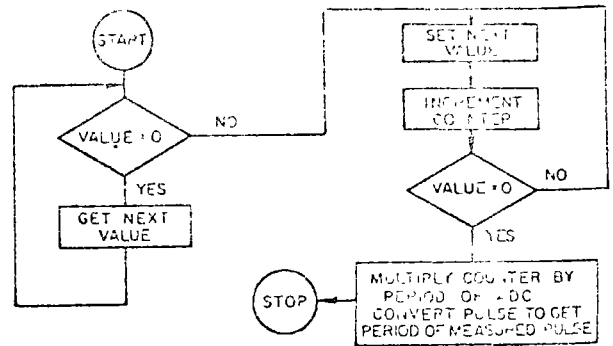 START
VALUE = 0
NO
YES
GET NEXT
VALUE
SET NEXT
VALUE
INCREMENT
COUNTER
VALUE = 0
NO
YES
MULTIPLY COUNTER BY
PERIOD OF ADC
CONVERT PULSE TO GET
PERIOD OF MEASURED PULSE
STOP